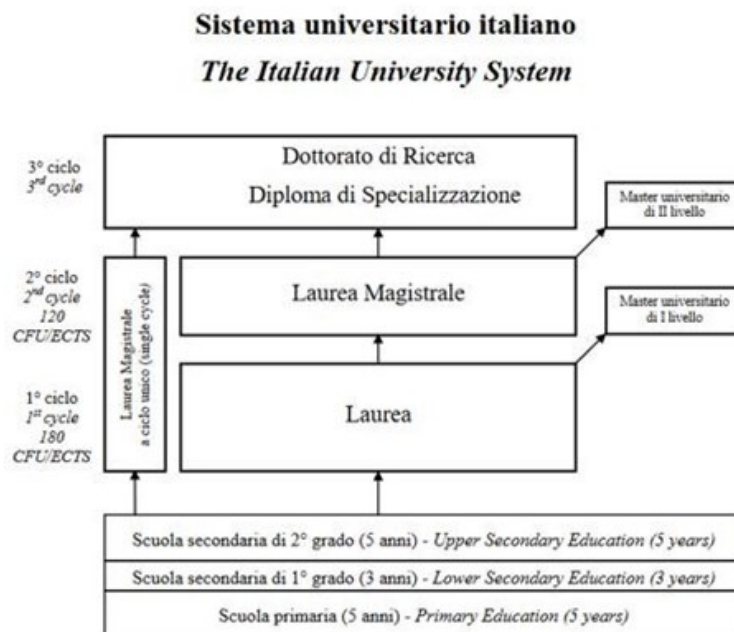 Sistema universitario italiano
The Italian University System
3° ciclo
3rd cycle
Dottorato di Ricerca
Diploma di Specializzazione
Master universitario
di II livello
2° ciclo
2nd cycle
120
CFU/ECTS
Laurea Magistrale
a ciclo unico (single cycle)
Laurea Magistrale
Master universitario
di I livello
1° ciclo
1st cycle
180
CFU/ECTS
Laurea
Scuola secondaria di 2° grado (5 anni) - Upper Secondary Education (5 years)
Scuola secondaria di 1° grado (3 anni) - Lower Secondary Education (3 years)
Scuola primaria (5 anni) - Primary Education (5 years)